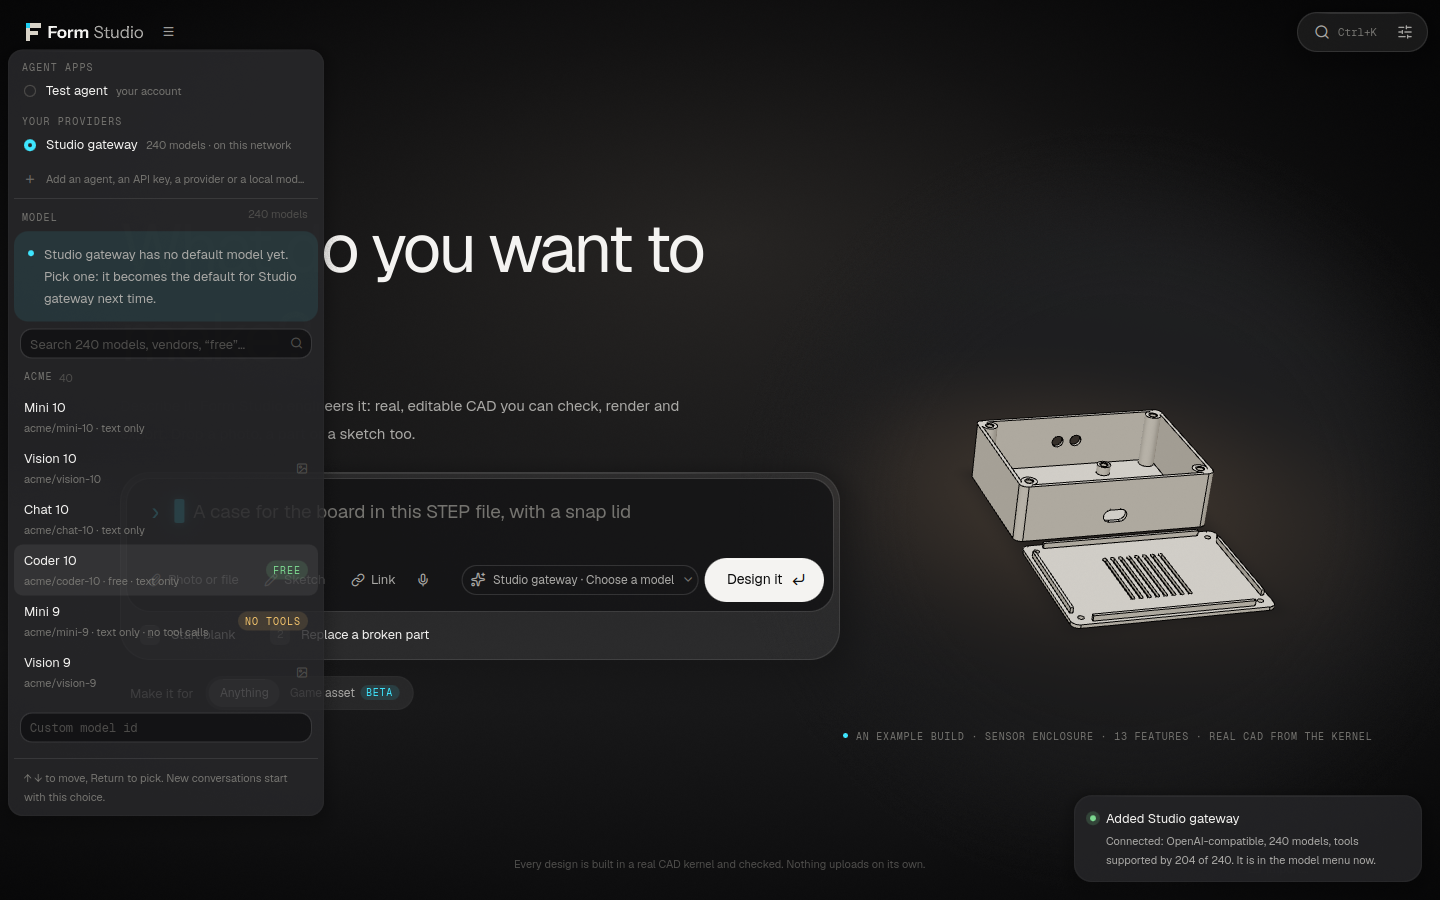 Form Studio
Ctrl+K
AGENT APPS
Test agent your account
YOUR PROVIDERS
Studio gateway 240 models · on this network
+ Add an agent, an API key, a provider or a local mod...
MODEL 240 models
Studio gateway has no default model yet.
Pick one: it becomes the default for Studio
gateway next time.
Search 240 models, vendors, “free”...
ACME 40
Mini 10
acme/mini-10 · text only
Vision 10
acme/vision-10
Chat 10
acme/chat-10 · text only
Coder 10
acme/coder-10 · free · text only
FREE
Mini 9
acme/mini-9 · text only · no tool calls
NO TOOLS
Vision 9
acme/vision-9
Custom model id
↑↓ to move, Return to pick. New conversations start
with this choice.
o you want to
eers it: real, editable CAD you can check, render and
a sketch too.
A case for the board in this STEP file, with a snap lid
Photo or file
Sketch
Link
Studio gateway · Choose a model
Design it
Start blank
Replace a broken part
Make it for
Anything
Game asset BETA
AN EXAMPLE BUILD · SENSOR ENCLOSURE · 13 FEATURES · REAL CAD FROM THE KERNEL
Added Studio gateway
Connected: OpenAI-compatible, 240 models, tools
supported by 204 of 240. It is in the model menu now.
Every design is built in a real CAD kernel and checked. Nothing uploads on its own.